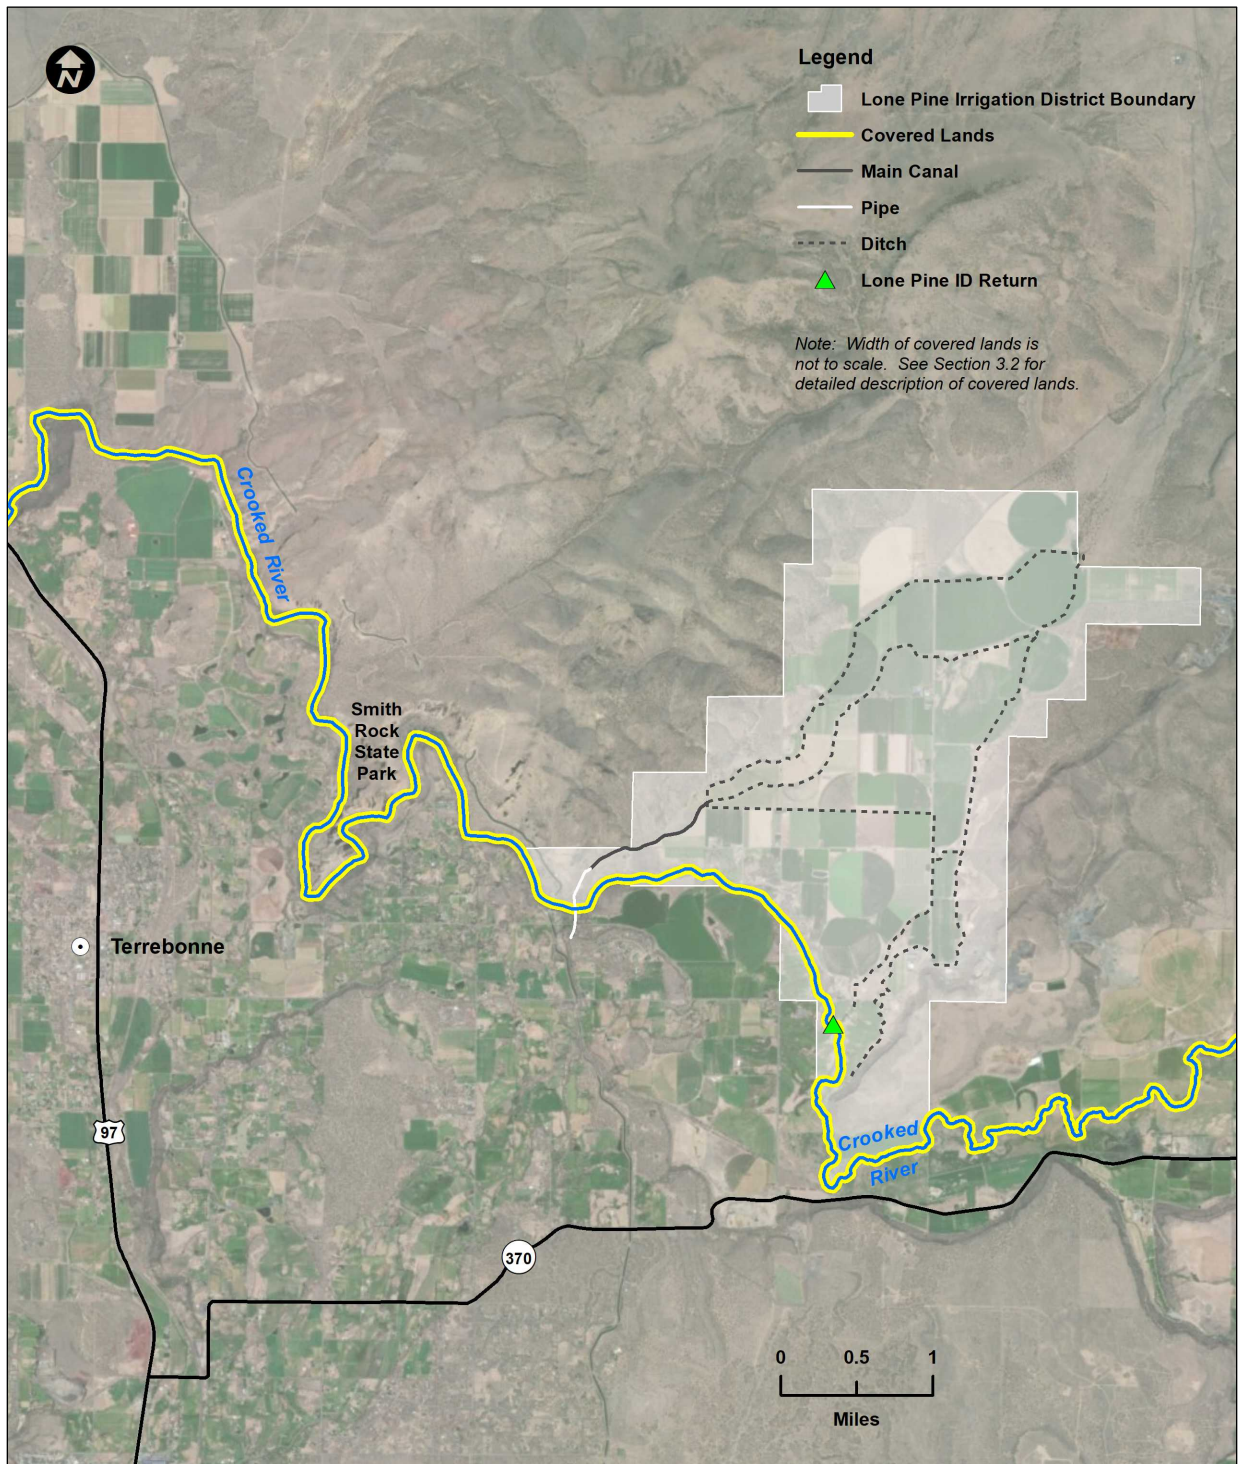 N
Legend
Lone Pine Irrigation District Boundary
Covered Lands
Main Canal
Pipe
Ditch
Lone Pine ID Return
Note: Width of covered lands is
not to scale. See Section 3.2 for
detailed description of covered lands.
Crooked River
Smith
Rock
State
Park
Terrebonne
97
Crooked
River
370
0 0.5 1
Miles